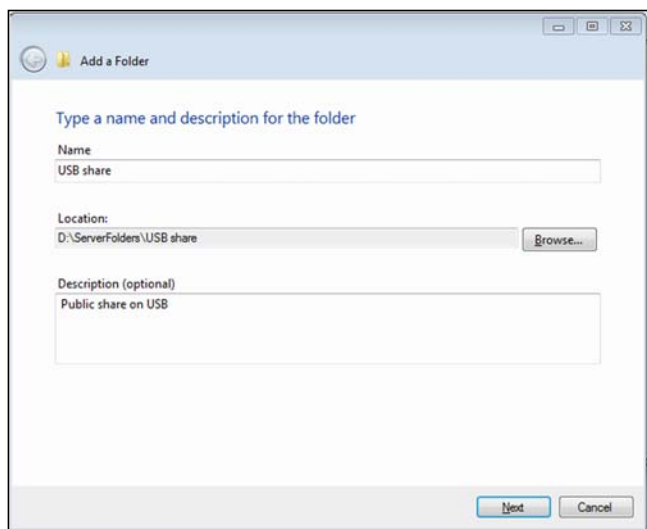 Add a Folder
Type a name and description for the folder
Name
USB share
Location:
D:\ServerFolders\USB share
Browse...
Description (optional)
Public share on USB
Next
Cancel